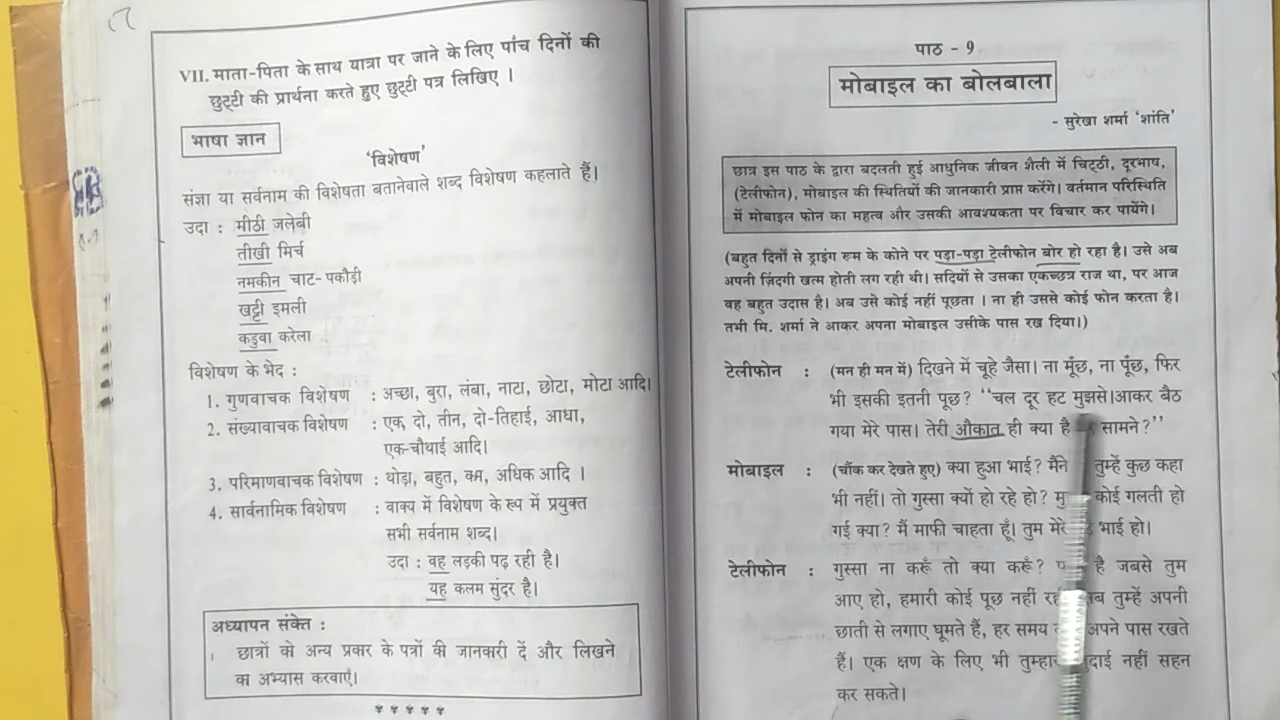 VII. माता-पिता के साथ यात्रा पर जाने के लिए पांच दिनों की
छुट्टी की प्रार्थना करते हुए छुट्टी पत्र लिखिए ।
भाषा ज्ञान
'विशेषण'
संज्ञा या सर्वनाम की विशेषता बतानेवाले शब्द विशेषण कहलाते हैं।
उदा : मीठी जलेबी
तीखी मिर्च
नमकीन चाट-पकौड़ी
खट्टी इमली
कडुवा करेला
विशेषण के भेद :
1. गुणवाचक विशेषण : अच्छा, बुरा, लंबा, नाटा, छोटा, मोटा आदि।
2. संख्यावाचक विशेषण : एक, दो, तीन, दो-तिहाई, आधा,
एक-चौथाई आदि।
3. परिमाणवाचक विशेषण : थोड़ा, बहुत, कम, अधिक आदि ।
4. सार्वनामिक विशेषण : वाक्य में विशेषण के रूप में प्रयुक्त
सभी सर्वनाम शब्द।
उदा : वह लड़की पढ़ रही है।
यह कलम सुंदर है।
अध्यापन संकेत :
छात्रों को अन्य प्रकार के पत्रों की जानकारी दें और लिखने
का अभ्यास करवाएँ।
*****
पाठ - 9
मोबाइल का बोलबाला
- सुरेखा शर्मा 'शांति'
छात्र इस पाठ के द्वारा बदलती हुई आधुनिक जीवन शैली में चिट्ठी, दूरभाष,
(टेलीफोन), मोबाइल की स्थितियों की जानकारी प्राप्त करेंगे। वर्तमान परिस्थिति
में मोबाइल फोन का महत्व और उसकी आवश्यकता पर विचार कर पायेंगे।
(बहुत दिनों से ड्राइंग रूम के कोने पर पड़ा-पड़ा टेलीफोन बोर हो रहा है। उसे अब
अपनी ज़िंदगी खत्म होती लग रही थी। सदियों से उसका एकच्छत्र राज था, पर आज
वह बहुत उदास है। अब उसे कोई नहीं पूछता । ना ही उससे कोई फोन करता है।
तभी मि. शर्मा ने आकर अपना मोबाइल उसीके पास रख दिया।)
टेलीफोन : (मन ही मन में) दिखने में चूहे जैसा। ना मूँछ, ना पूँछ, फिर
भी इसकी इतनी पूछ? "चल दूर हट मुझसे।आकर बैठ
गया मेरे पास। तेरी औकात ही क्या है सामने?"
मोबाइल : (चौंक कर देखते हुए) क्या हुआ भाई? मैंने तुम्हें कुछ कहा
भी नहीं। तो गुस्सा क्यों हो रहे हो? कोई गलती हो
गई क्या? मैं माफी चाहता हूँ। तुम मेरे भाई हो।
टेलीफोन : गुस्सा ना करूँ तो क्या करूँ? है जबसे तुम
आए हो, हमारी कोई पूछ नहीं तुम्हें अपनी
छाती से लगाए घूमते हैं, हर समय अपने पास रखते
हैं। एक क्षण के लिए भी नहीं सहन
कर सकते।